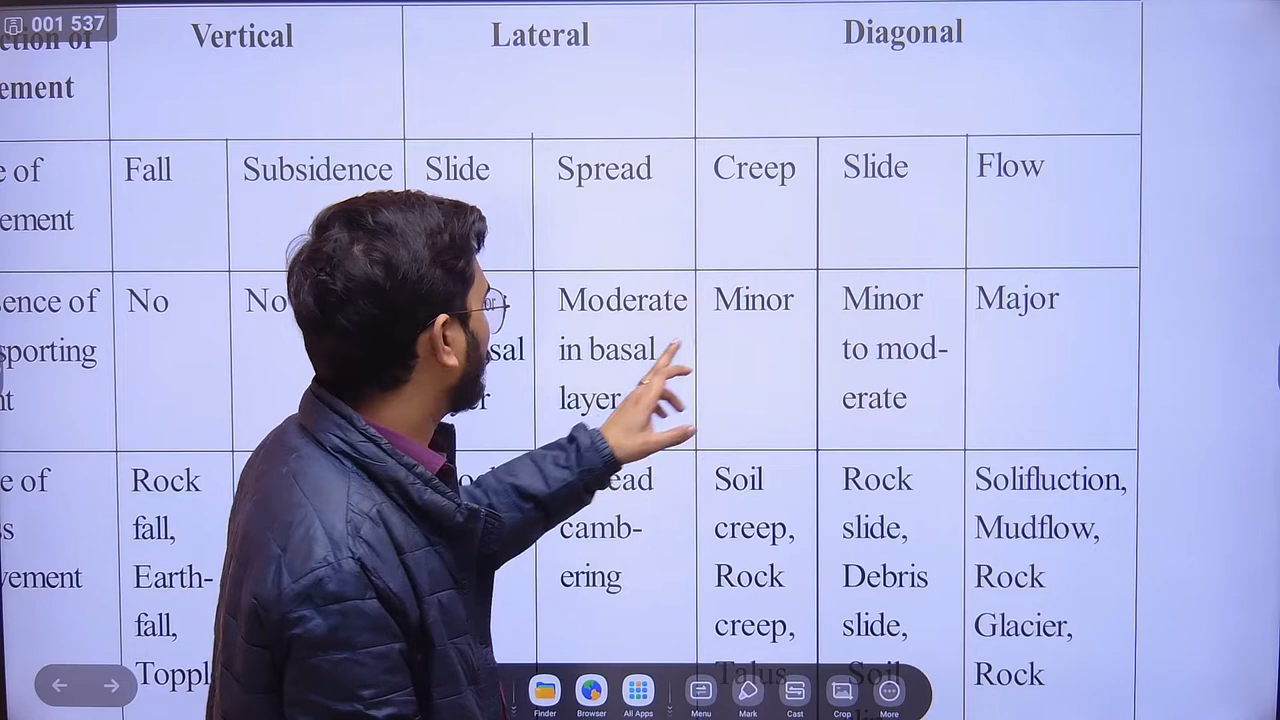 001 537
Vertical Lateral Diagonal
ement
e of Fall Subsidence Slide Spread Creep Slide Flow
ement
ence of No No Moderate Minor Minor Major
sporting sal in basal to mod-
nt layer erate
e of Rock ead Soil Rock Solifluction,
ss fall, camb- creep, slide, Mudflow,
vement Earth- ering Rock Debris Rock
fall, creep, slide, Glacier,
Toppl Talus Soil Rock
Finder Browser All Apps Menu Mark Cast Crop More